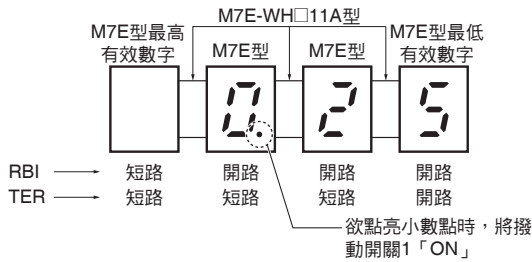 M7E-WH□11A型
M7E型最高
有效數字
M7E型
M7E型
M7E型最低
有效數字
0.
2
5
RBI
短路
開路
開路
開路
TER
短路
短路
短路
開路
欲點亮小數點時，將撥
動開關1「ON」